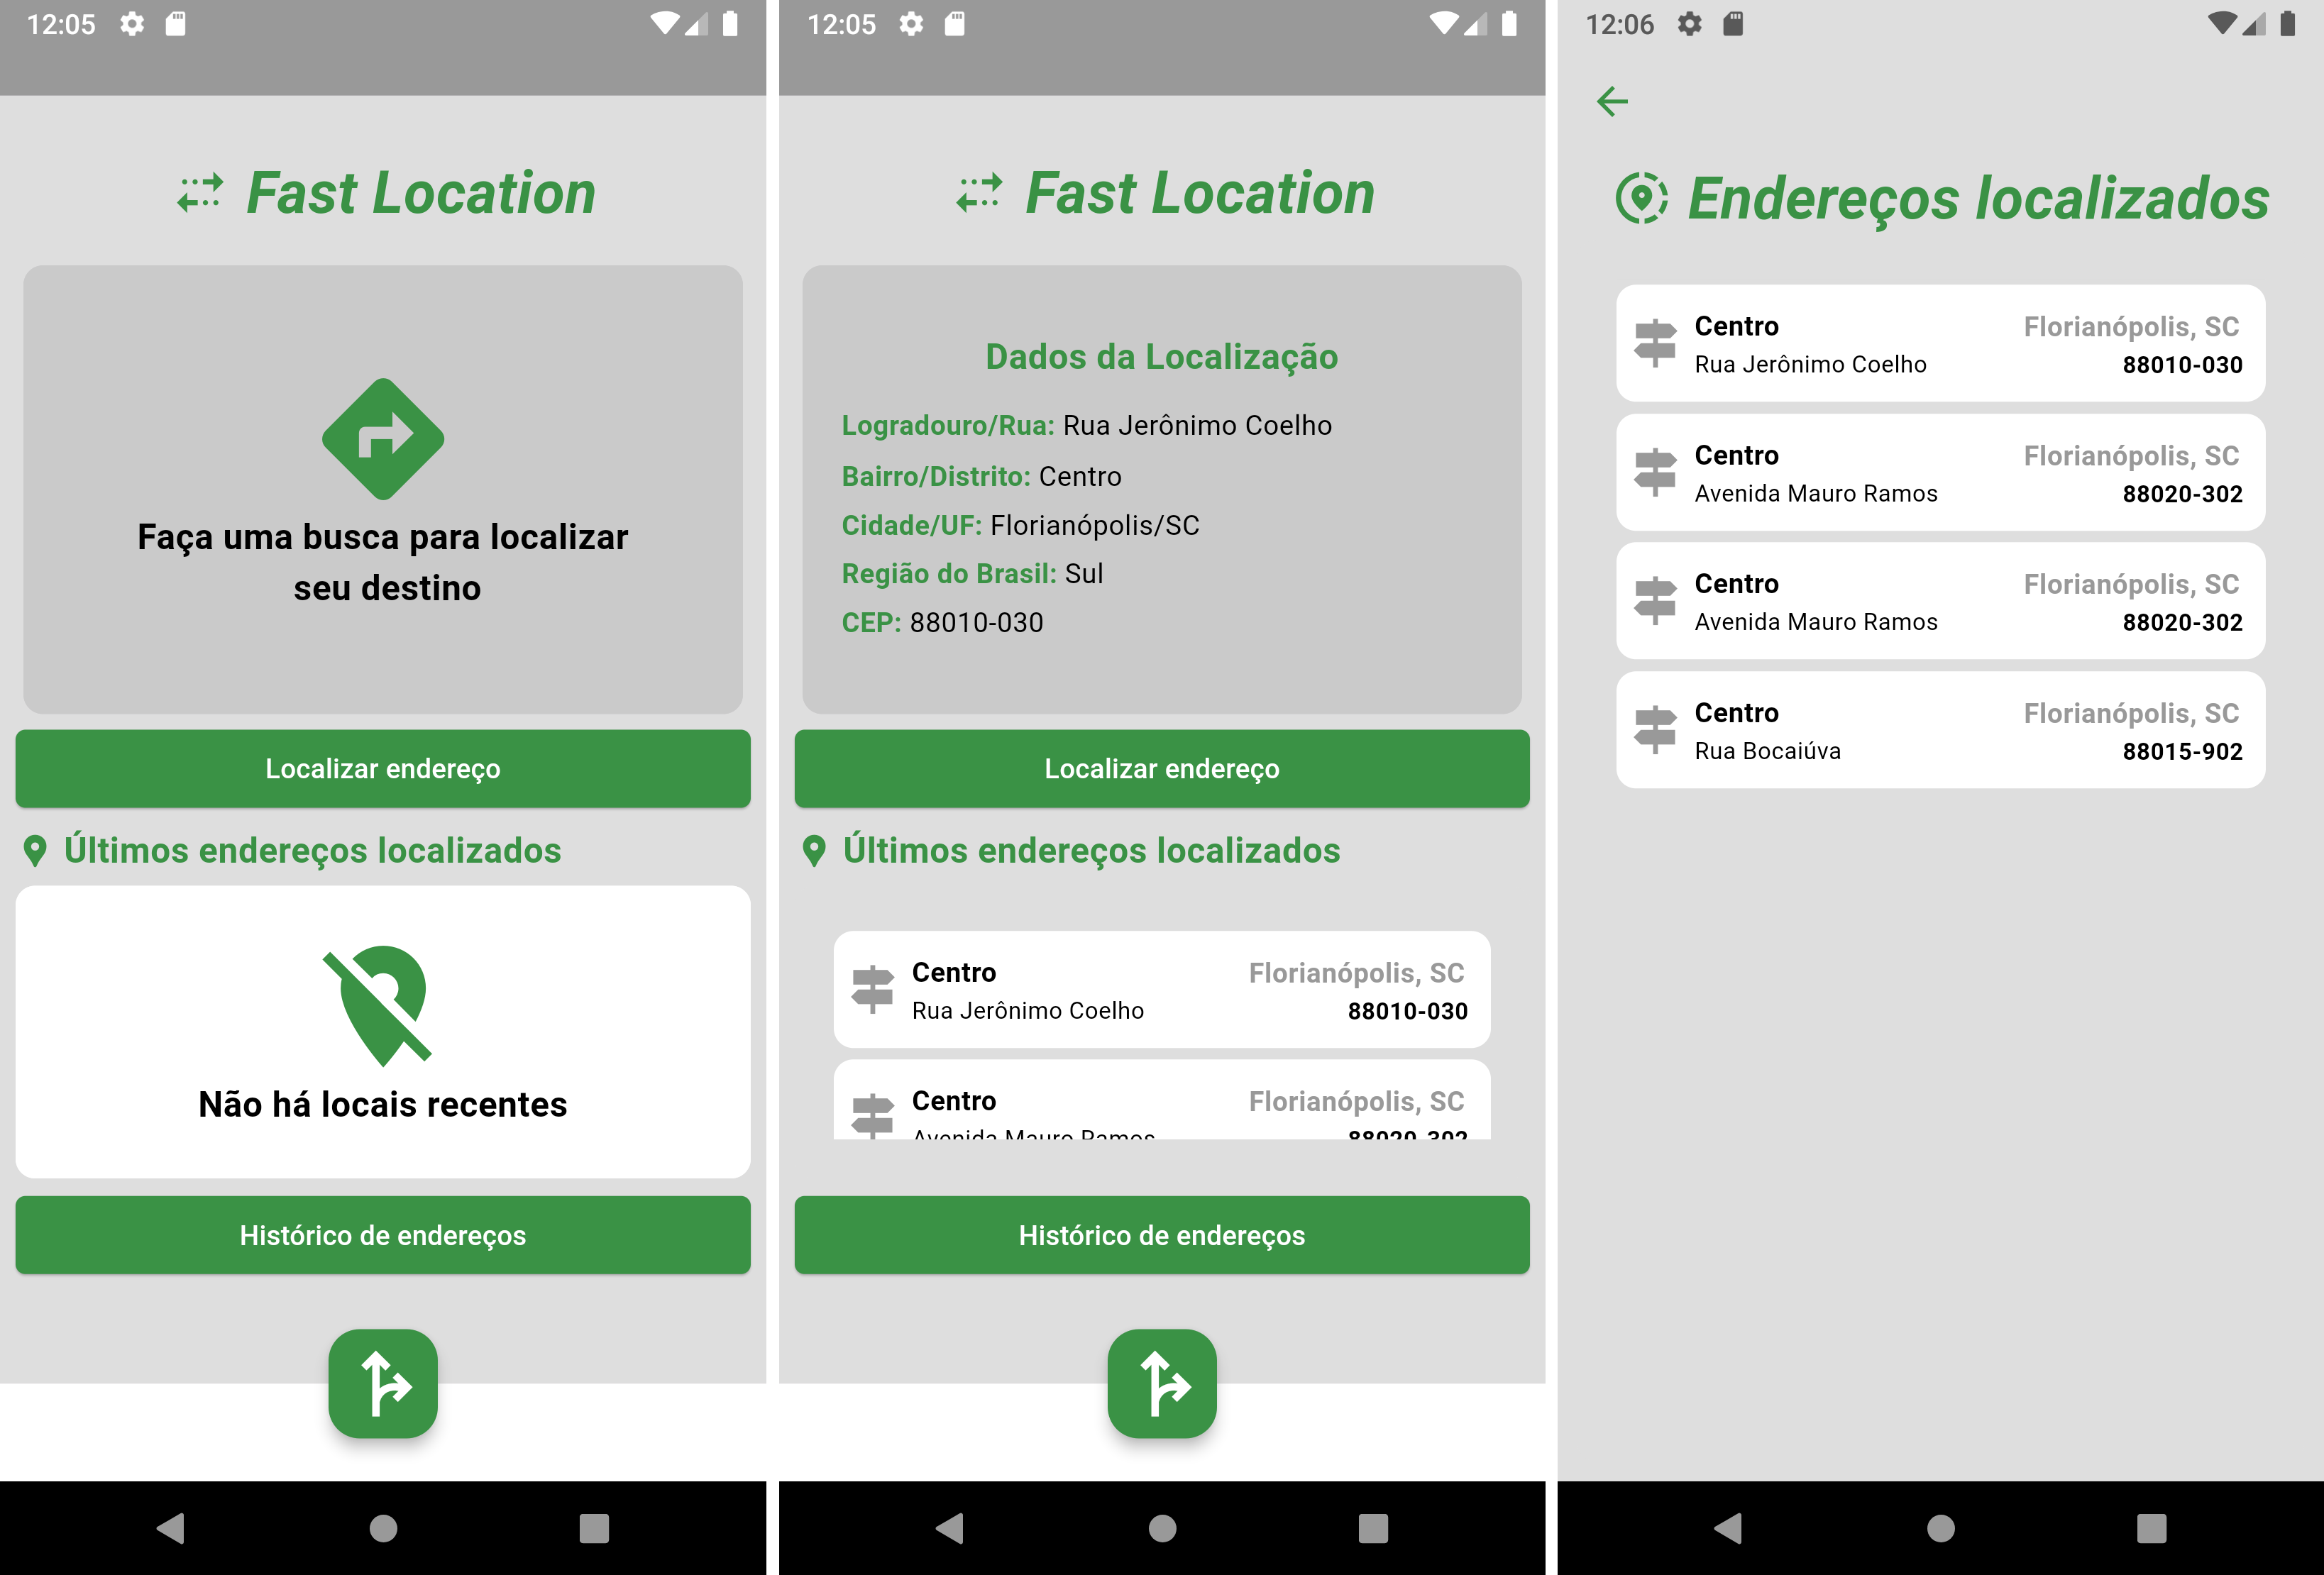 12:05
Fast Location
Faça uma busca para localizar
seu destino
Localizar endereço
Últimos endereços localizados
Não há locais recentes
Histórico de endereços
12:05
Fast Location
Dados da Localização
Logradouro/Rua: Rua Jerônimo Coelho
Bairro/Distrito: Centro
Cidade/UF: Florianópolis/SC
Região do Brasil: Sul
CEP: 88010-030
Localizar endereço
Últimos endereços localizados
Centro Florianópolis, SC
Rua Jerônimo Coelho 88010-030
Centro Florianópolis, SC
Avenida Mauro Ramos 88020-302
Histórico de endereços
12:06
Endereços localizados
Centro Florianópolis, SC
Rua Jerônimo Coelho 88010-030
Centro Florianópolis, SC
Avenida Mauro Ramos 88020-302
Centro Florianópolis, SC
Avenida Mauro Ramos 88020-302
Centro Florianópolis, SC
Rua Bocaiúva 88015-902